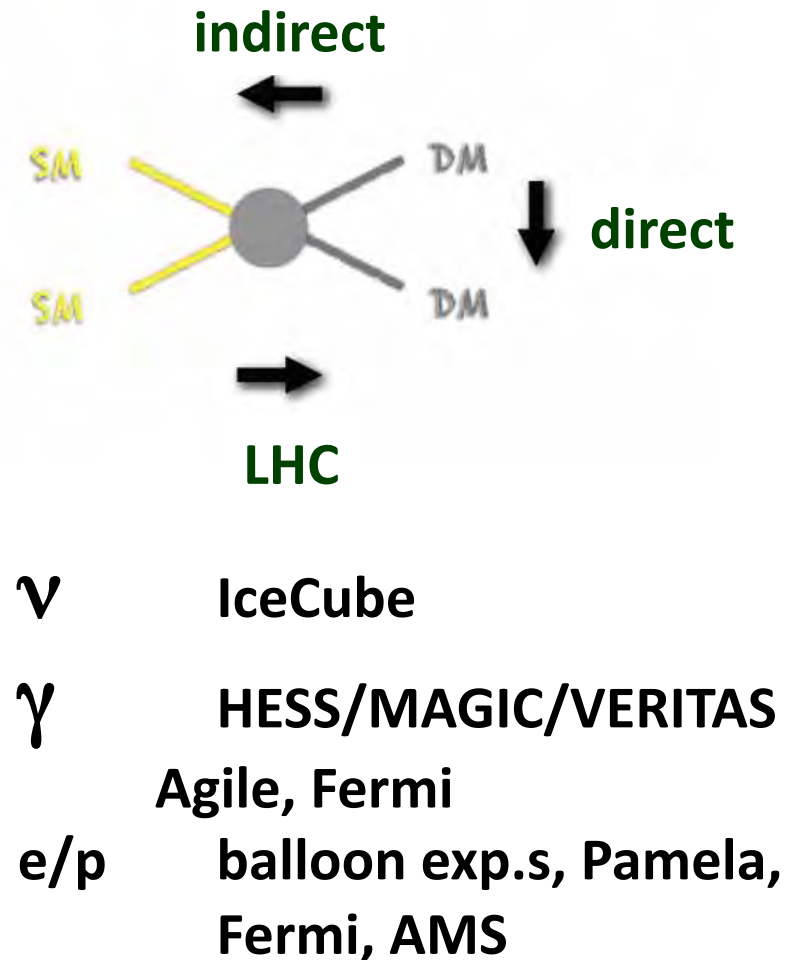 indirect
SM
DM
direct
SM
DM
LHC
ν IceCube
γ HESS/MAGIC/VERITAS
Agile, Fermi
e/p balloon exp.s, Pamela,
Fermi, AMS